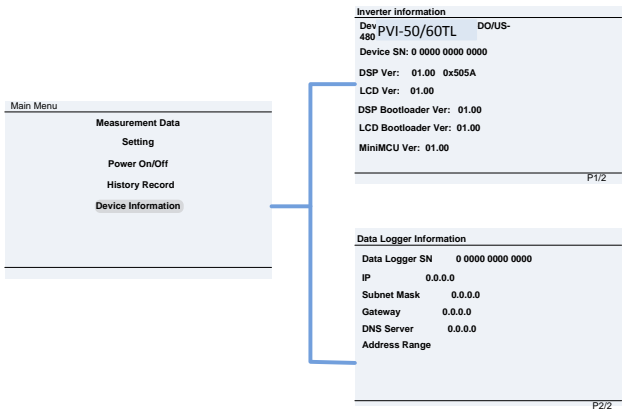 Main Menu
Measurement Data
Setting
Power On/Off
History Record
Device Information
Inverter information
Dev PVI-50/60TL DO/US-
480
Device SN: 0 0000 0000 0000
DSP Ver: 01.00 0x505A
LCD Ver: 01.00
DSP Bootloader Ver: 01.00
LCD Bootloader Ver: 01.00
MiniMCU Ver: 01.00
P1/2
Data Logger Information
Data Logger SN 0 0000 0000 0000
IP 0.0.0.0
Subnet Mask 0.0.0.0
Gateway 0.0.0.0
DNS Server 0.0.0.0
Address Range
P2/2